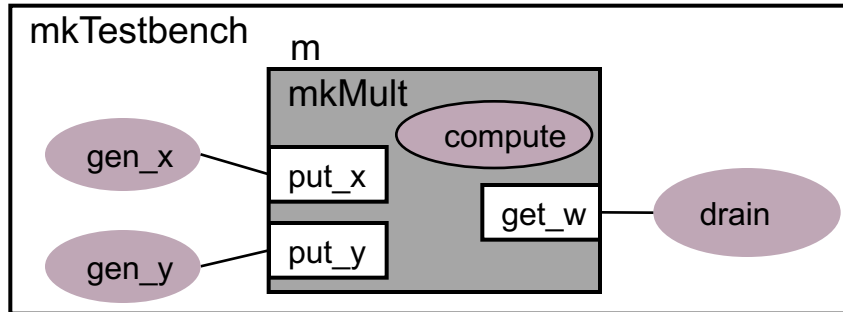 mkTestbench
m
mkMult
compute
gen_x
put_x
get_w
drain
gen_y
put_y